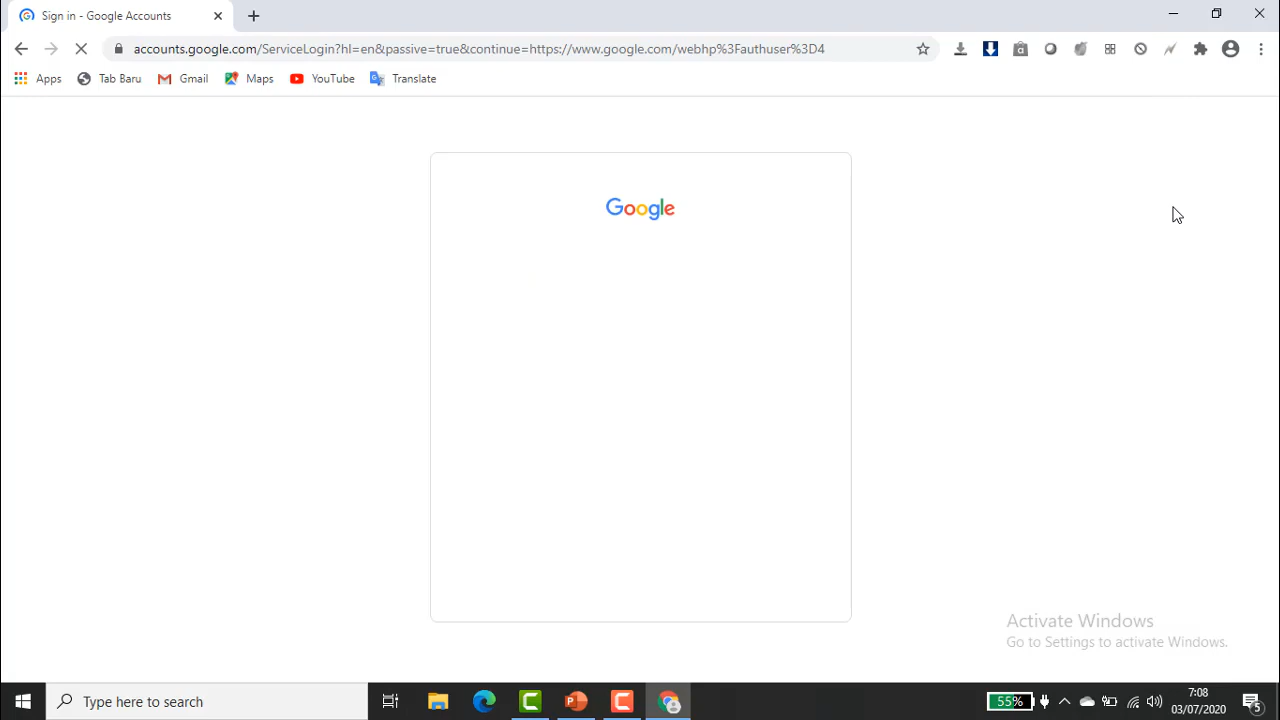 Sign in - Google Accounts
accounts.google.com/ServiceLogin?hl=en&passive=true&continue=https://www.google.com/webhp%3Fauthuser%3D4
Apps Tab Baru Gmail Maps YouTube Translate
Google
Activate Windows
Go to Settings to activate Windows.
Type here to search
55%
7:08
03/07/2020
5